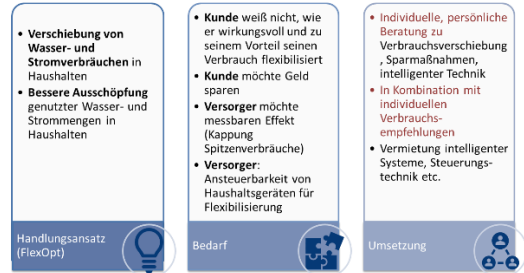 • Verschiebung von
Wasser- und
Stromverbräuchen in
Haushalten
• Bessere Ausschöpfung
genutzter Wasser- und
Strommengen in
Haushalten
Handlungsansatz
(FlexOpt)
• Kunde weiß nicht, wie
er wirkungsvoll und zu
seinem Vorteil seinen
Verbrauch flexibilisiert
• Kunde möchte Geld
sparen
• Versorger möchte
messbaren Effekt
(Kappung
Spitzenverbräuche)
• Versorger:
Ansteuerbarkeit von
Haushaltsgeräten für
Flexibilisierung
Bedarf
• Individuelle, persönliche
Beratung zu
Verbrauchsverschiebung
, Sparmaßnahmen,
intelligenter Technik
• In Kombination mit
individuellen
Verbrauchs-
empfehlungen
• Vermietung intelligenter
Systeme, Steuerungs-
technik etc.
Umsetzung